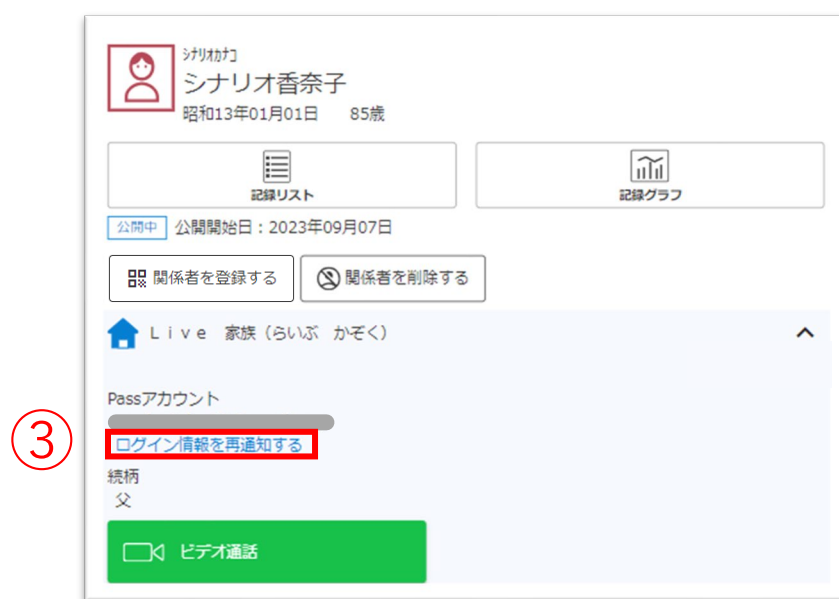 ｼﾅﾘｵｶﾅｺ
シナリオ香奈子
昭和13年01月01日 85歳
記録リスト
記録グラフ
公開中 公開開始日：2023年09月07日
関係者を登録する
関係者を削除する
Ｌｉｖｅ 家族（らいぶ かぞく）
Passアカウント
③
ログイン情報を再通知する
続柄
父
ビデオ通話